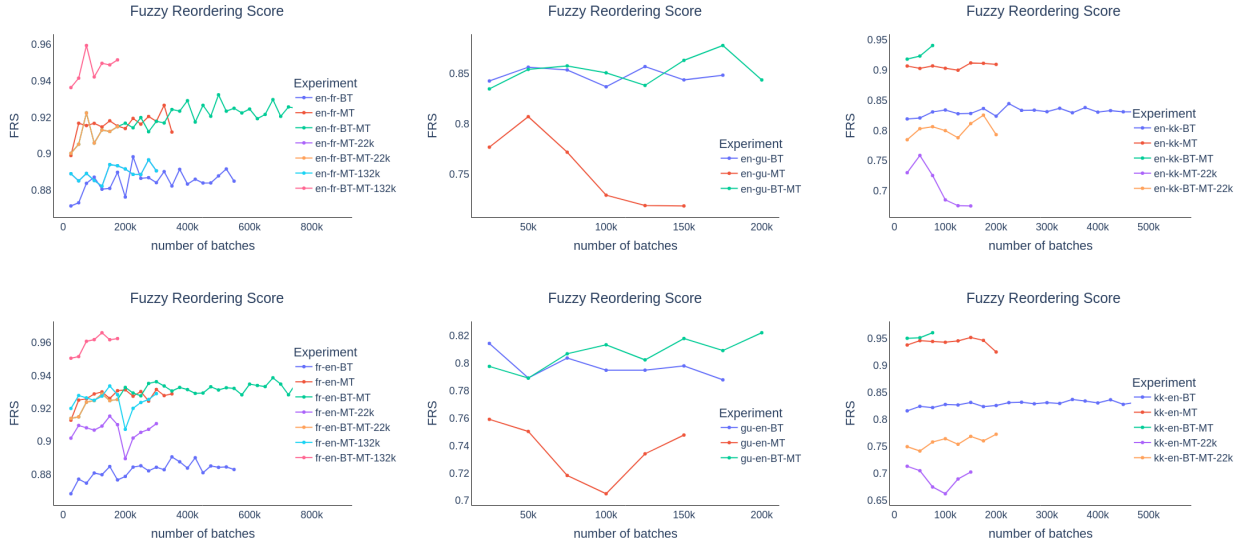 Fuzzy Reordering Score
FRS
0.96
0.94
0.92
0.9
0.88
0
200k
400k
600k
800k
number of batches
Experiment
en-fr-BT
en-fr-MT
en-fr-BT-MT
en-fr-MT-22k
en-fr-BT-MT-22k
en-fr-MT-132k
en-fr-BT-MT-132k
Fuzzy Reordering Score
FRS
0.85
0.8
0.75
50k
100k
150k
200k
number of batches
Experiment
en-gu-BT
en-gu-MT
en-gu-BT-MT
Fuzzy Reordering Score
FRS
0.95
0.9
0.85
0.8
0.75
0.7
0
100k
200k
300k
400k
500k
number of batches
Experiment
en-kk-BT
en-kk-MT
en-kk-BT-MT
en-kk-MT-22k
en-kk-BT-MT-22k
Fuzzy Reordering Score
FRS
0.96
0.94
0.92
0.9
0.88
0
200k
400k
600k
800k
number of batches
Experiment
fr-en-BT
fr-en-MT
fr-en-BT-MT
fr-en-MT-22k
fr-en-BT-MT-22k
fr-en-MT-132k
fr-en-BT-MT-132k
Fuzzy Reordering Score
FRS
0.82
0.8
0.78
0.76
0.74
0.72
0.7
50k
100k
150k
200k
number of batches
Experiment
gu-en-BT
gu-en-MT
gu-en-BT-MT
Fuzzy Reordering Score
FRS
0.95
0.9
0.85
0.8
0.75
0.7
0.65
0
100k
200k
300k
400k
500k
number of batches
Experiment
kk-en-BT
kk-en-MT
kk-en-BT-MT
kk-en-MT-22k
kk-en-BT-MT-22k